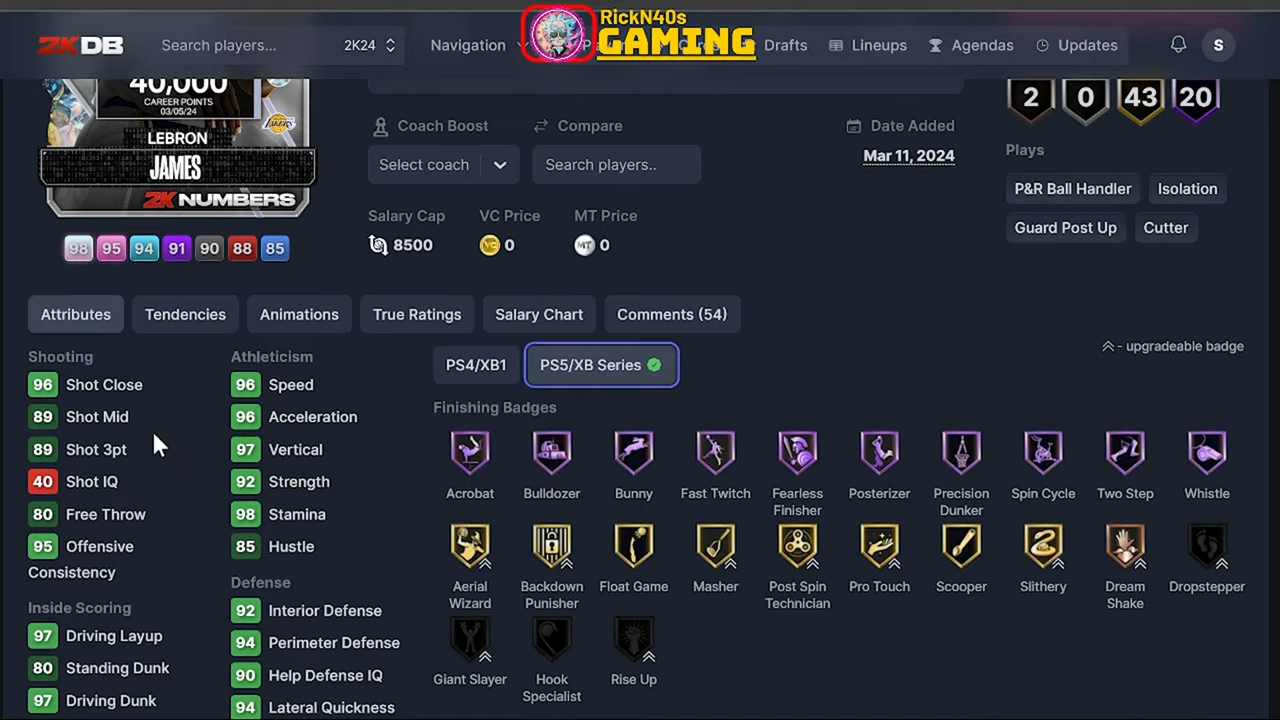 RickN40s
GAMING
2KDB
Search players...
2K24
Navigation
Drafts
Lineups
Agendas
Updates
S
40,000
CAREER POINTS
03/05/24
LEBRON
JAMES
2K NUMBERS
98 95 94 91 90 88 85
Coach Boost
Select coach
Compare
Search players..
Date Added
Mar 11, 2024
Salary Cap
8500
VC Price
VC 0
MT Price
MT 0
2 0 43 20
Plays
P&R Ball Handler
Isolation
Guard Post Up
Cutter
Attributes
Tendencies
Animations
True Ratings
Salary Chart
Comments (54)
- upgradeable badge
Shooting
96 Shot Close
89 Shot Mid
89 Shot 3pt
40 Shot IQ
80 Free Throw
95 Offensive
Consistency
Inside Scoring
97 Driving Layup
80 Standing Dunk
97 Driving Dunk
Athleticism
96 Speed
96 Acceleration
97 Vertical
92 Strength
98 Stamina
85 Hustle
Defense
92 Interior Defense
94 Perimeter Defense
90 Help Defense IQ
94 Lateral Quickness
PS4/XB1
PS5/XB Series
Finishing Badges
Acrobat
Bulldozer
Bunny
Fast Twitch
Fearless
Finisher
Posterizer
Precision
Dunker
Spin Cycle
Two Step
Whistle
Aerial
Wizard
Backdown
Punisher
Float Game
Masher
Post Spin
Technician
Pro Touch
Scooper
Slithery
Dream
Shake
Dropstepper
Giant Slayer
Hook
Specialist
Rise Up